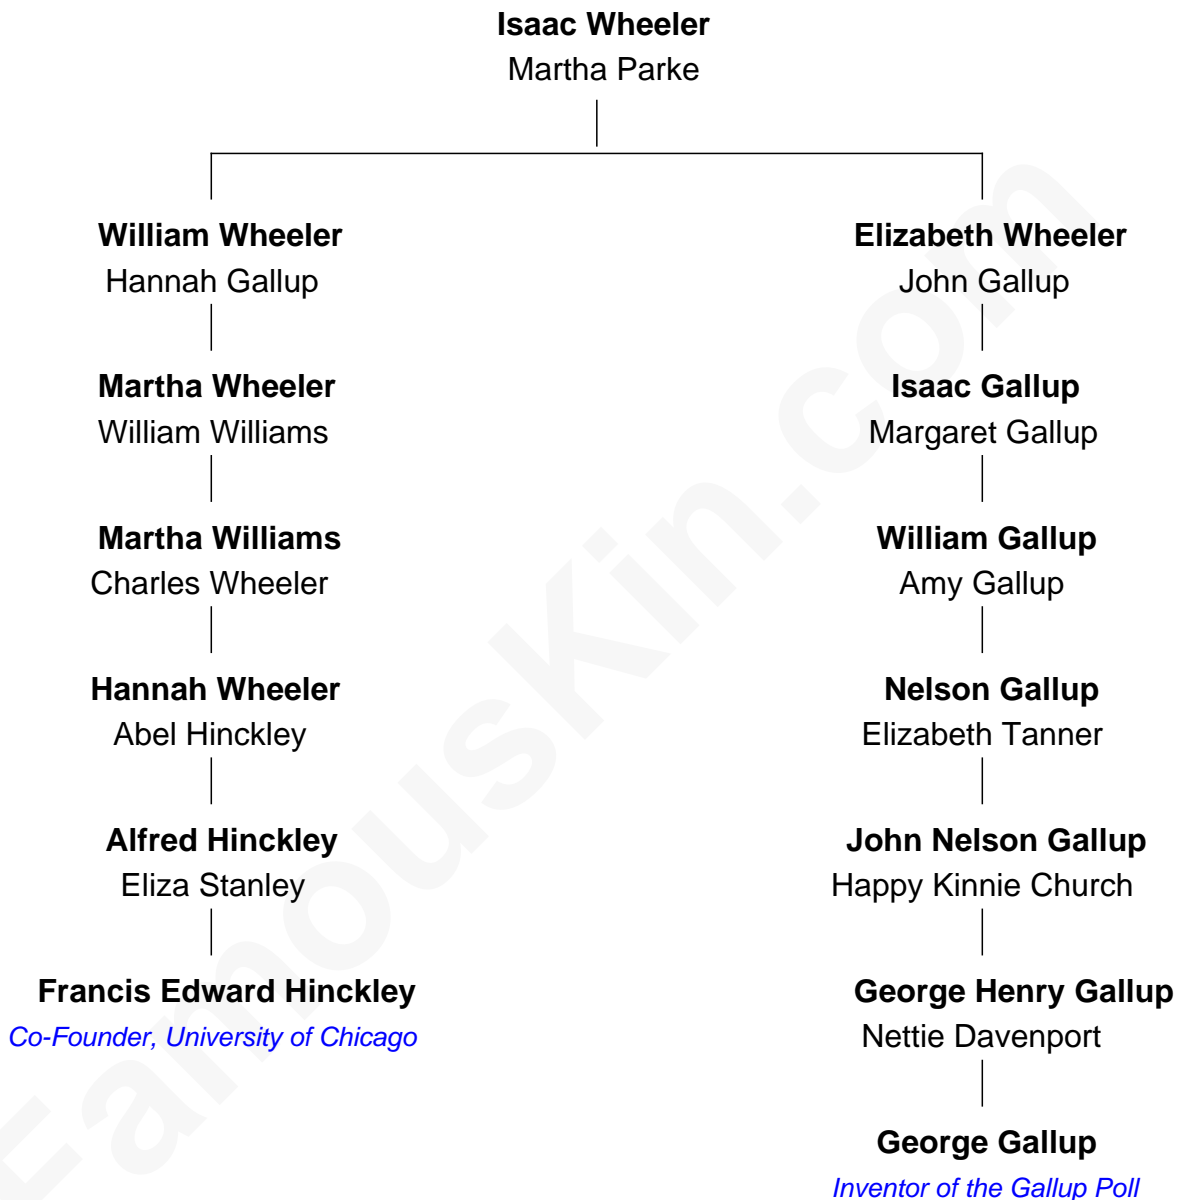 Isaac Wheeler
Martha Parke
William Wheeler
Hannah Gallup
Elizabeth Wheeler
John Gallup
Martha Wheeler
William Williams
Isaac Gallup
Margaret Gallup
Martha Williams
Charles Wheeler
William Gallup
Amy Gallup
Hannah Wheeler
Abel Hinckley
Nelson Gallup
Elizabeth Tanner
Alfred Hinckley
Eliza Stanley
John Nelson Gallup
Happy Kinnie Church
Francis Edward Hinckley
Co-Founder, University of Chicago
George Henry Gallup
Nettie Davenport
George Gallup
Inventor of the Gallup Poll
FamousKin.com